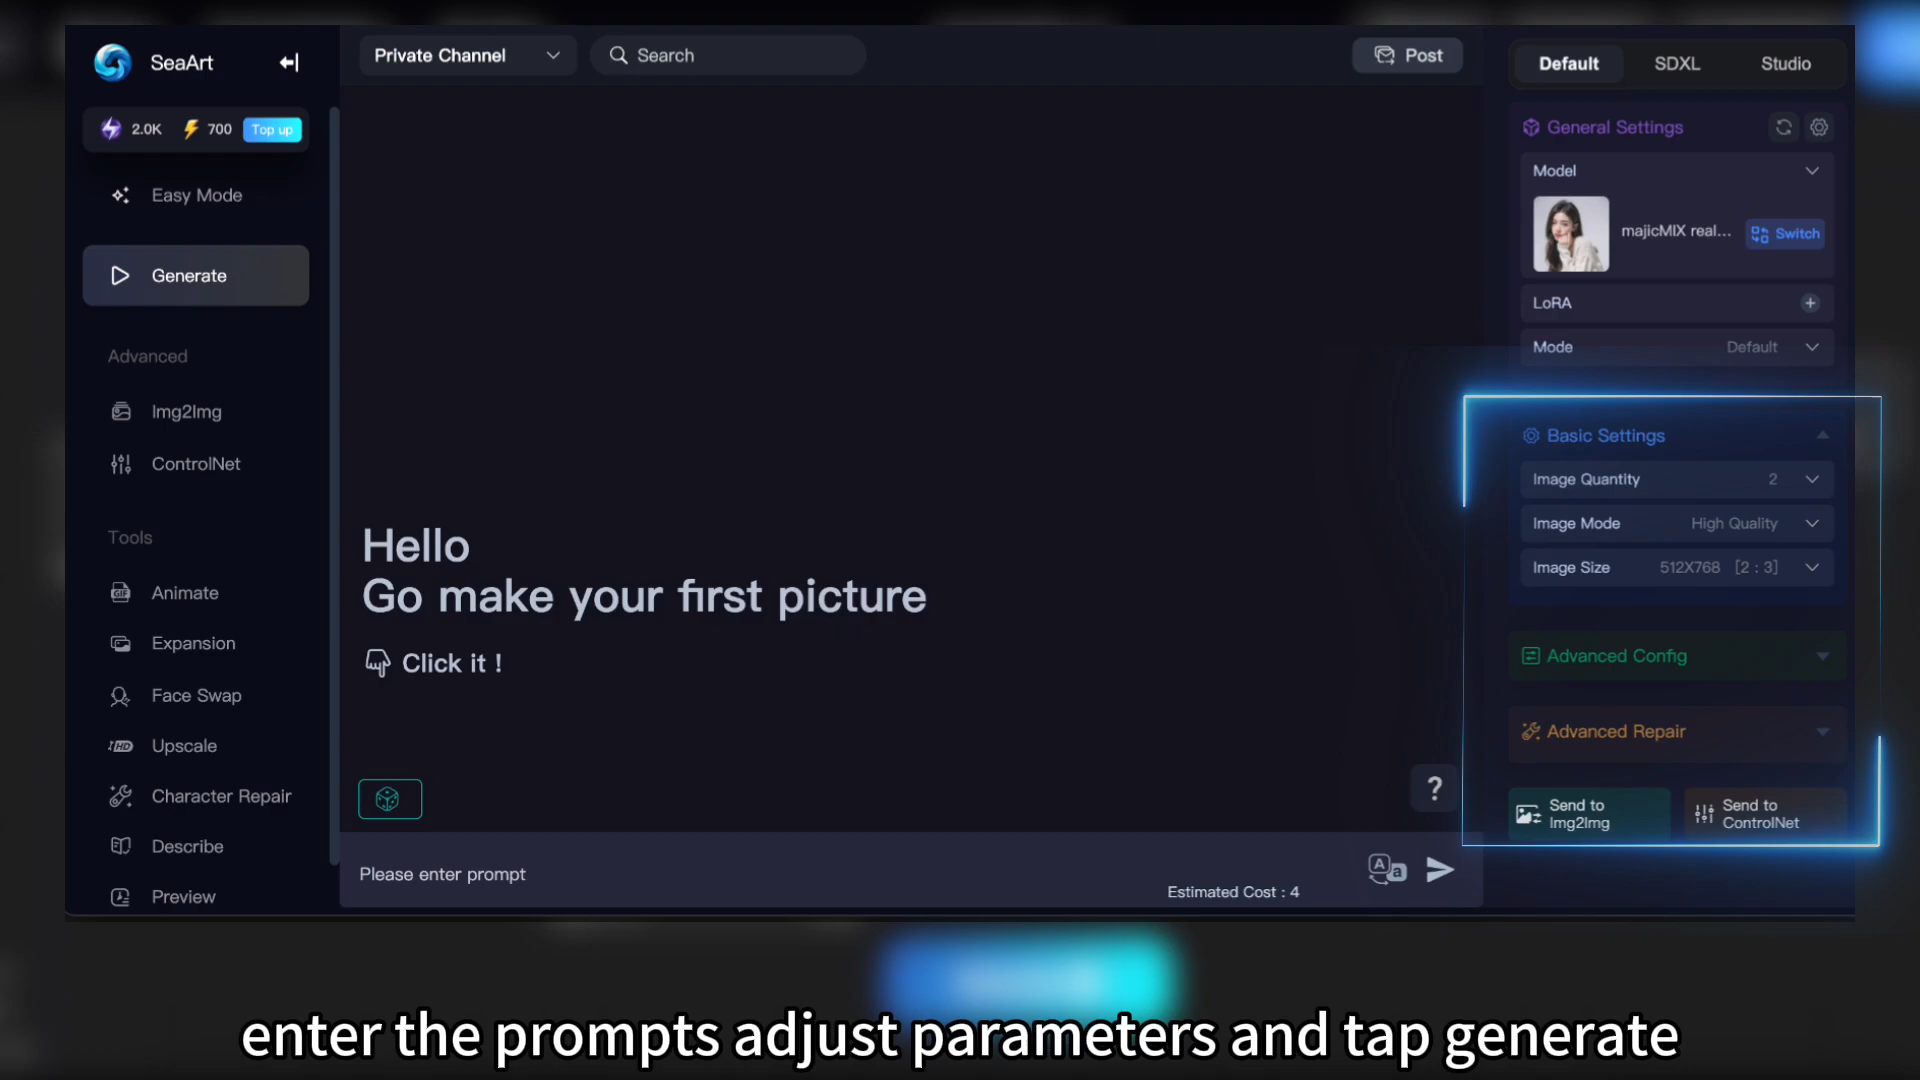 SeaArt
2.0K
700
Top up
Easy Mode
Generate
Advanced
Img2Img
ControlNet
Tools
Animate
Expansion
Face Swap
Upscale
Character Repair
Describe
Preview
Private Channel
Search
Post
Hello
Go make your first picture
Click it !
?
Please enter prompt
Estimated Cost : 4
Default
SDXL
Studio
General Settings
Model
majicMIX real...
Switch
LoRA
Mode
Default
Basic Settings
Image Quantity
2
Image Mode
High Quality
Image Size
512X768 [2 : 3]
Advanced Config
Advanced Repair
Send to
Img2Img
Send to
ControlNet
enter the prompts adjust parameters and tap generate